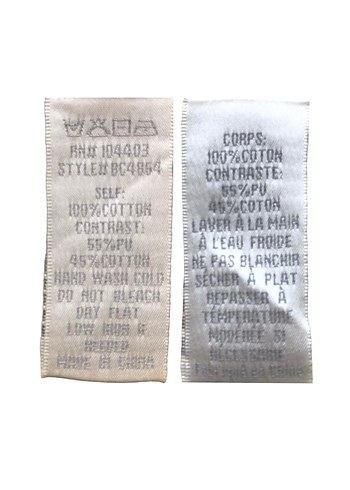 RN# 104403
STYLE# BC4664
SELF:
100%COTTON
CONTRAST:
55%PU
45%COTTON
HAND WASH COLD
DO NOT BLEACH
DRY FLAT
LOW IRON IF
NEEDED
MADE IN CHINA
CORPS:
100%COTON
CONTRASTE:
55%PU
45%COTON
LAVER À LA MAIN
À L'EAU FROIDE
NE PAS BLANCHIR
SÉCHER À PLAT
REPASSER À
TEMPÉRATURE
MODÉRÉE SI
NÉCESSAIRE